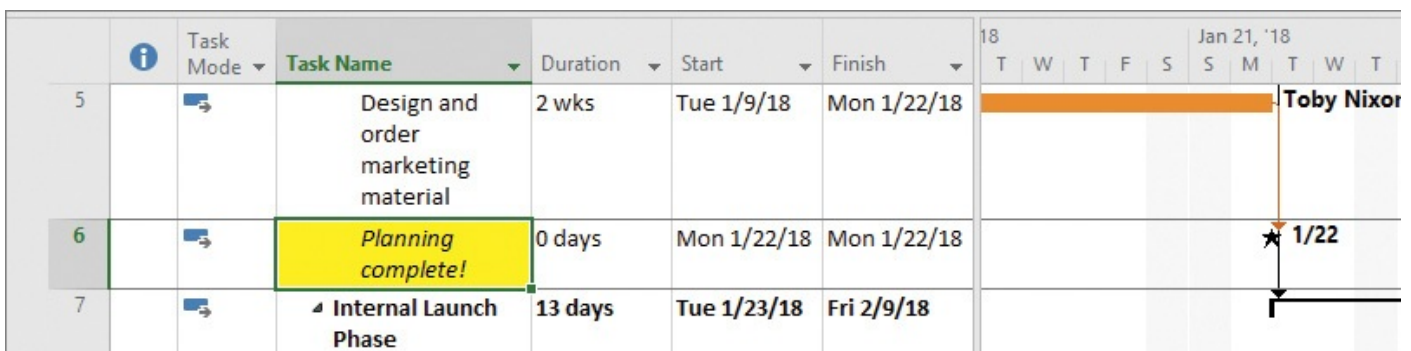 Task 18 Jan 21, '18
i Mode Task Name Duration Start Finish T W T F S S M T W T
5 Design and 2 wks Tue 1/9/18 Mon 1/22/18 Toby Nixon
order
marketing
material
6 Planning 0 days Mon 1/22/18 Mon 1/22/18 1/22
complete!
7 Internal Launch 13 days Tue 1/23/18 Fri 2/9/18
Phase